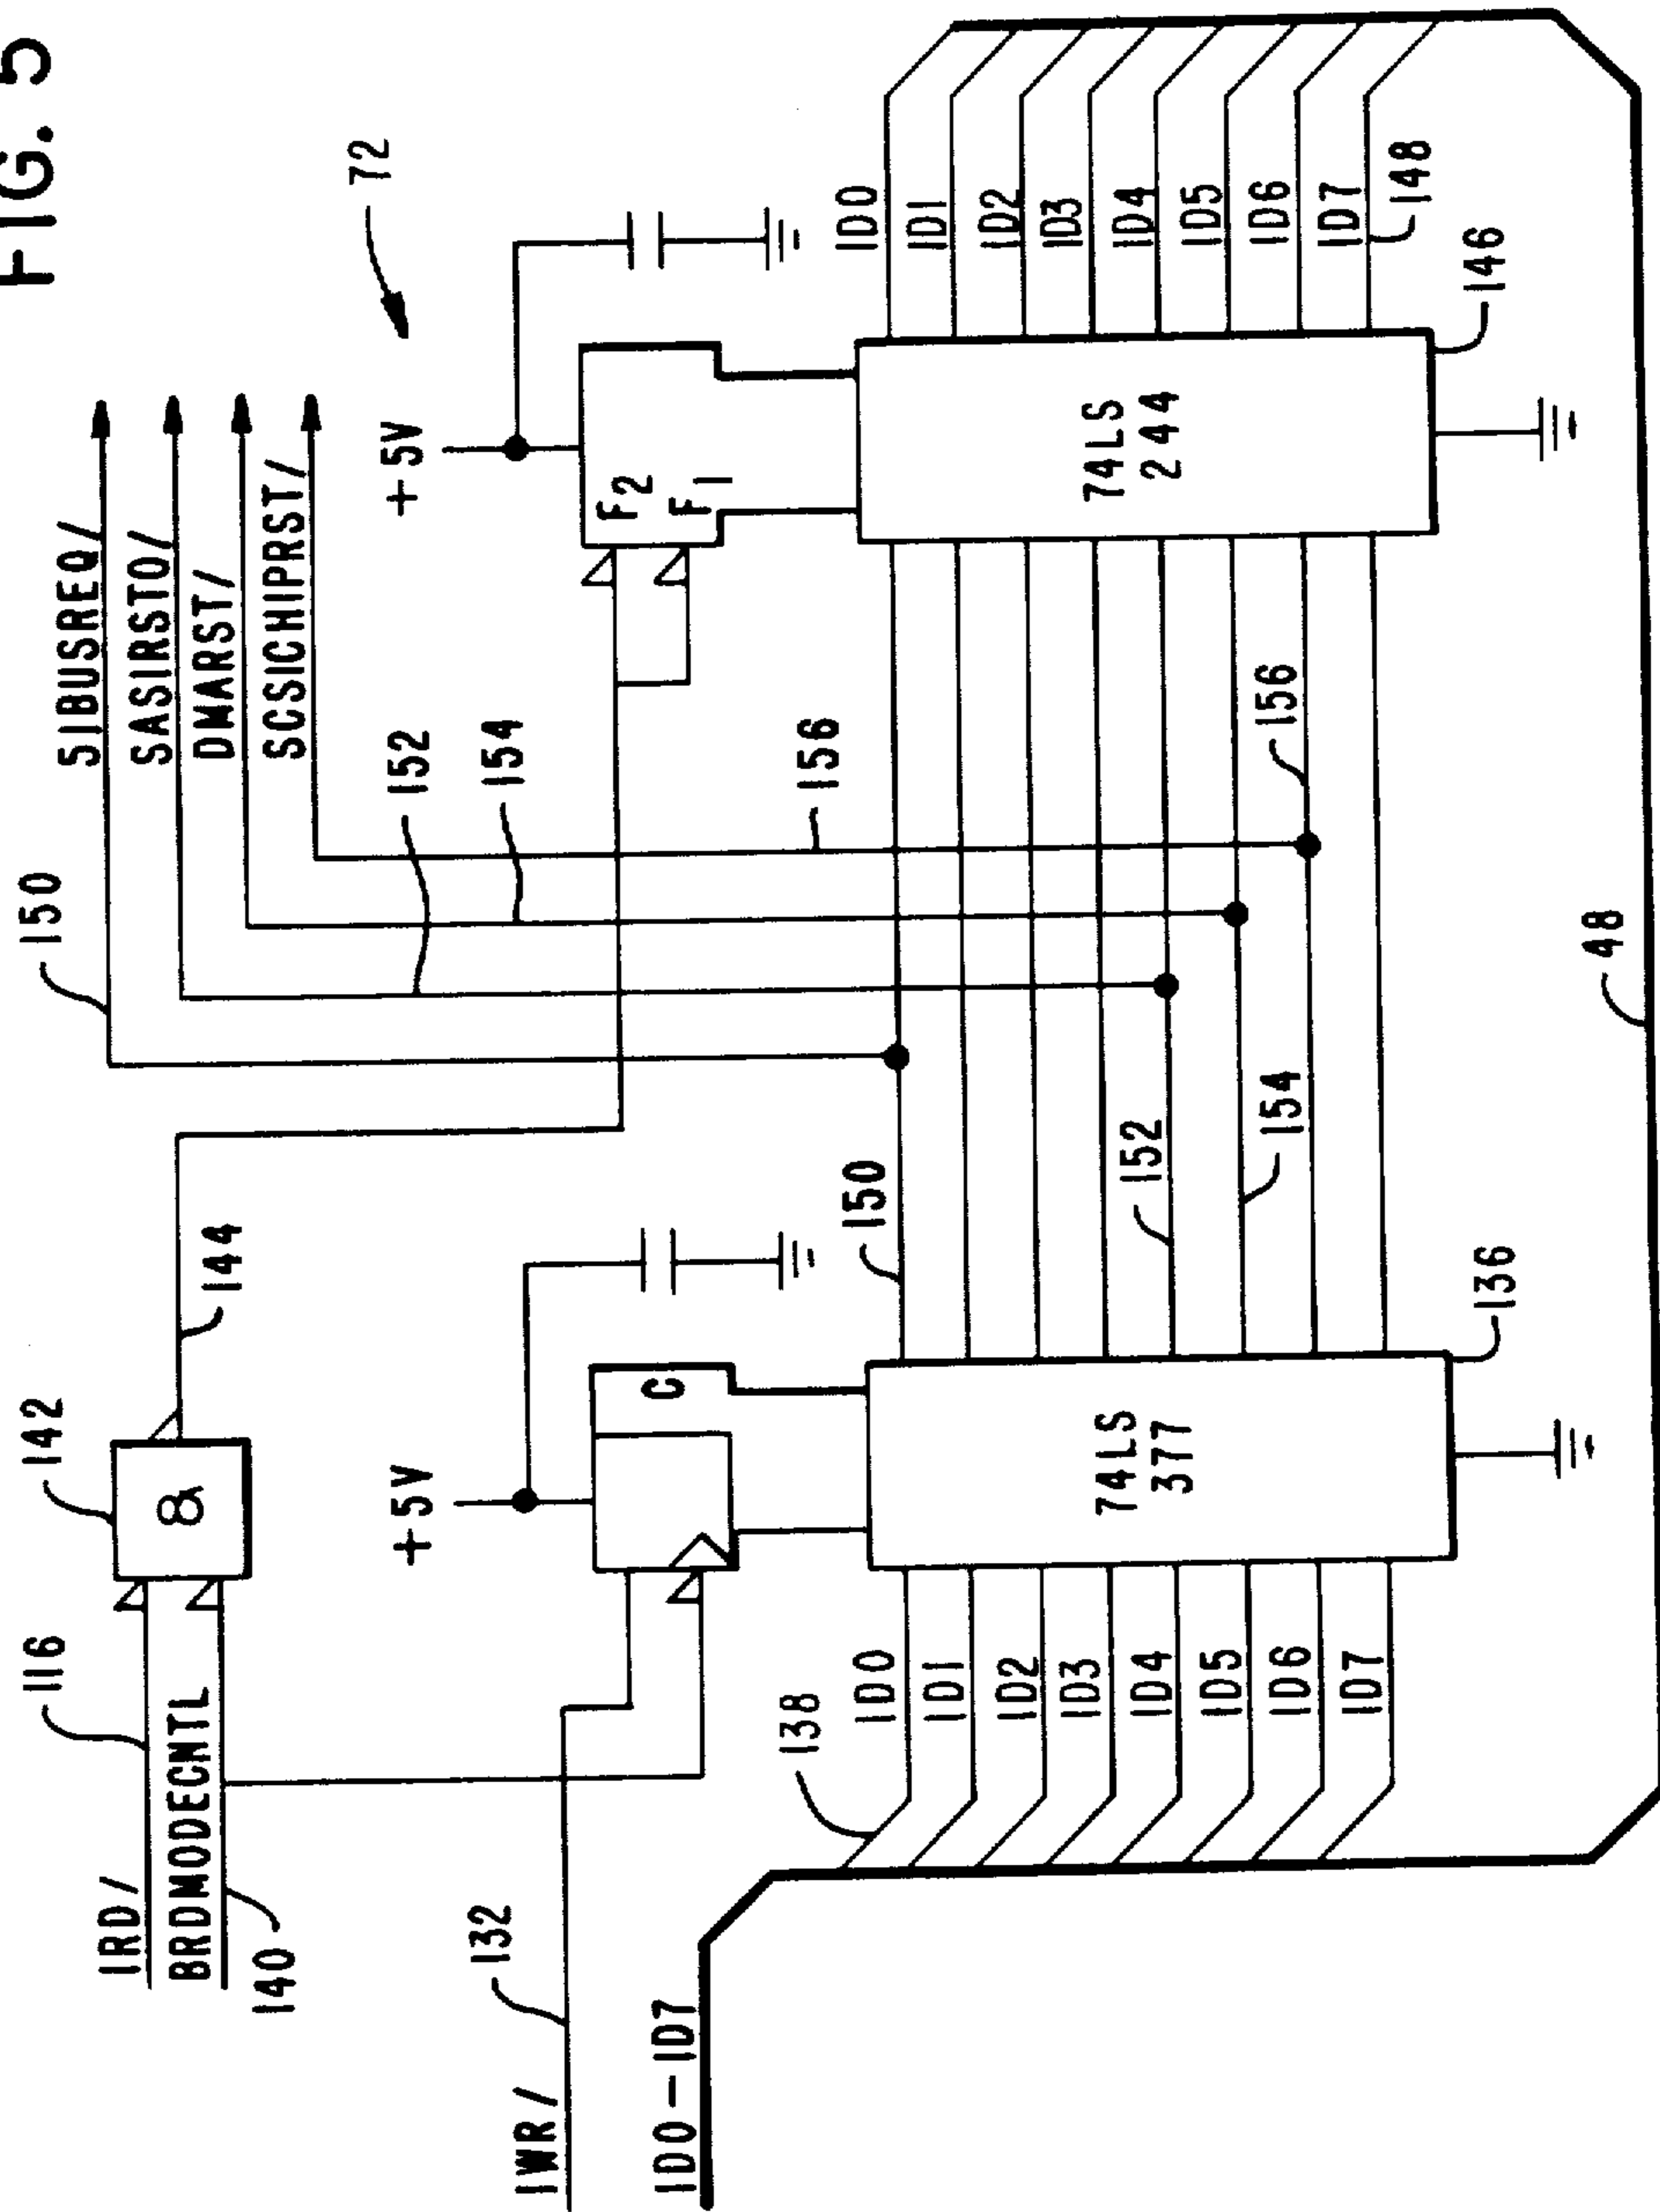 FIG. 5
72
150
51BUSREQ/
SASIRSTO/
DMARST/
SCSICHIPRST/
152
154
156
116
142
144
IRD/
BRDMODECNTL
140
+5V
C
+5V
F2
F1
132
IWR/
ID0-ID7
138
ID0
ID1
ID2
ID3
ID4
ID5
ID6
ID7
74LS
377
136
150
152
154
156
74LS
244
146
ID0
ID1
ID2
ID3
ID4
ID5
ID6
ID7
148
48
&